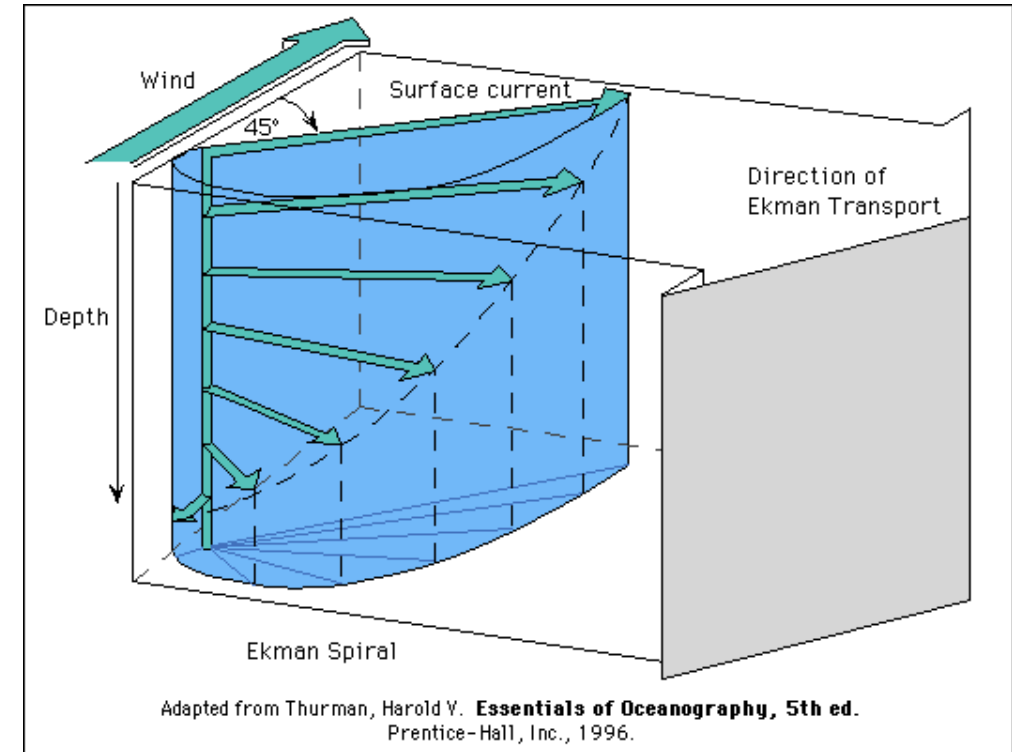 Wind
Surface current
45°
Direction of
Ekman Transport
Depth
Ekman Spiral
Adapted from Thurman, Harold V. Essentials of Oceanography, 5th ed.
Prentice-Hall, Inc., 1996.